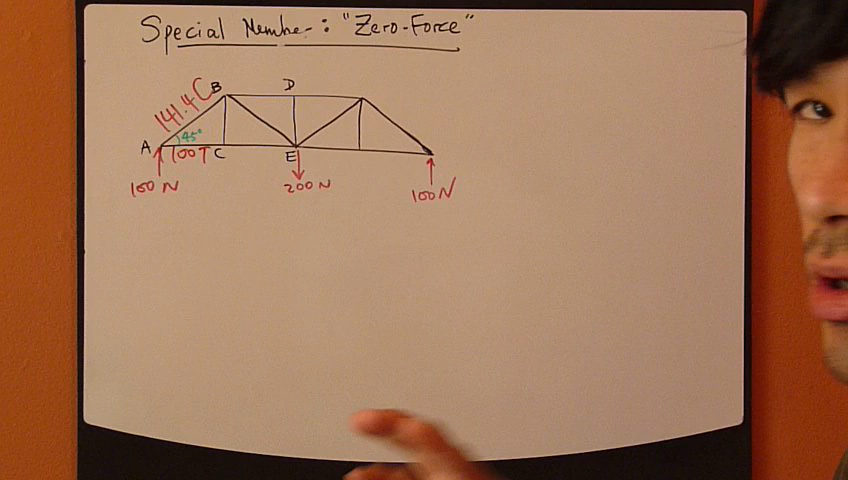 Special Member: "Zero-Force"
141.4 C
B
D
45°
A
100 T
C
E
100 N
200 N
100 N